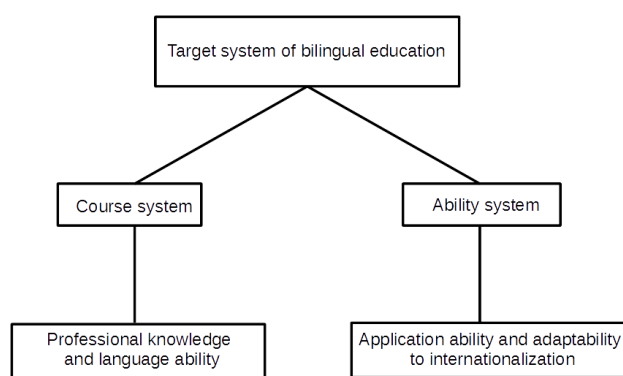 Target system of bilingual education
Course system
Ability system
Professional knowledge
and language ability
Application ability and adaptability
to internationalization